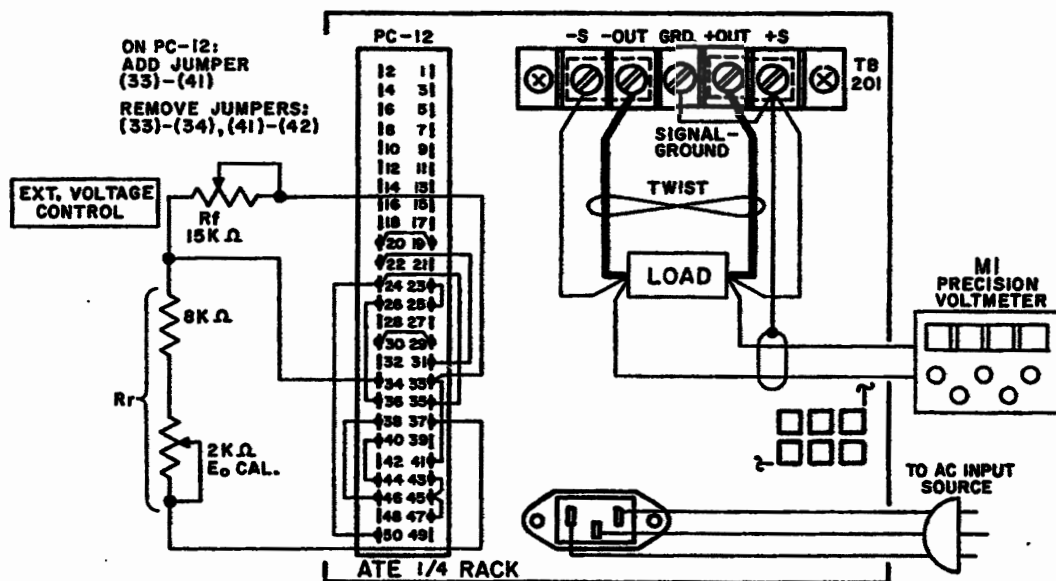 ON PC-12:
ADD JUMPER
(33)-(41)
REMOVE JUMPERS:
(33)-(34),(41)-(42)
EXT. VOLTAGE
CONTROL
Rf
15K Ω
8K Ω
Rr
2K Ω
Eo CAL.
PC-12
2 1
4 3
6 5
8 7
10 9
12 11
14 13
16 15
18 17
20 19
22 21
24 23
26 25
28 27
30 29
32 31
34 33
36 35
38 37
40 39
42 41
44 43
46 45
48 47
50 49
ATE 1/4 RACK
-S -OUT GRD. +OUT +S
TB
201
SIGNAL-
GROUND
TWIST
LOAD
M1
PRECISION
VOLTMETER
TO AC INPUT
SOURCE